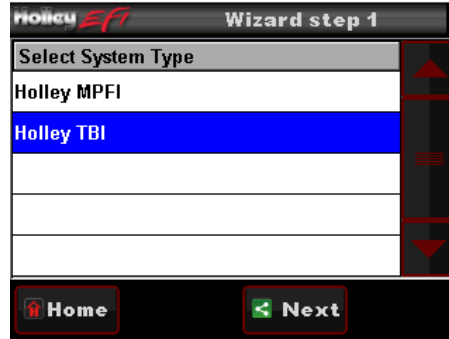 Holley EFI Wizard step 1
Select System Type
Holley MPFI
Holley TBI
Home Next